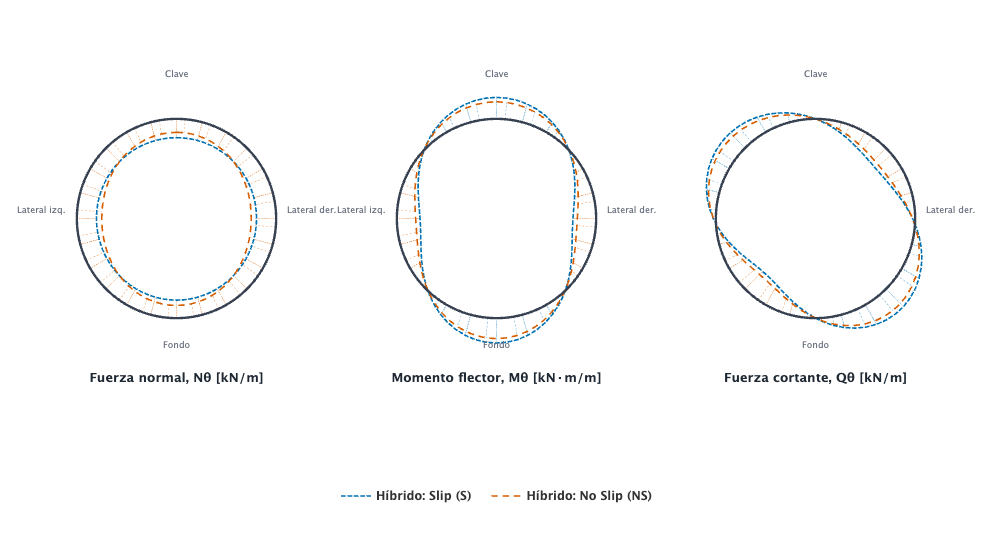 Clave Clave Clave
Lateral izq. Lateral der. Lateral izq. Lateral der. Lateral der.
Fondo Fondo Fondo
Fuerza normal, Nθ [kN/m] Momento flector, Mθ [kN·m/m] Fuerza cortante, Qθ [kN/m]
Híbrido: Slip (S) Híbrido: No Slip (NS)